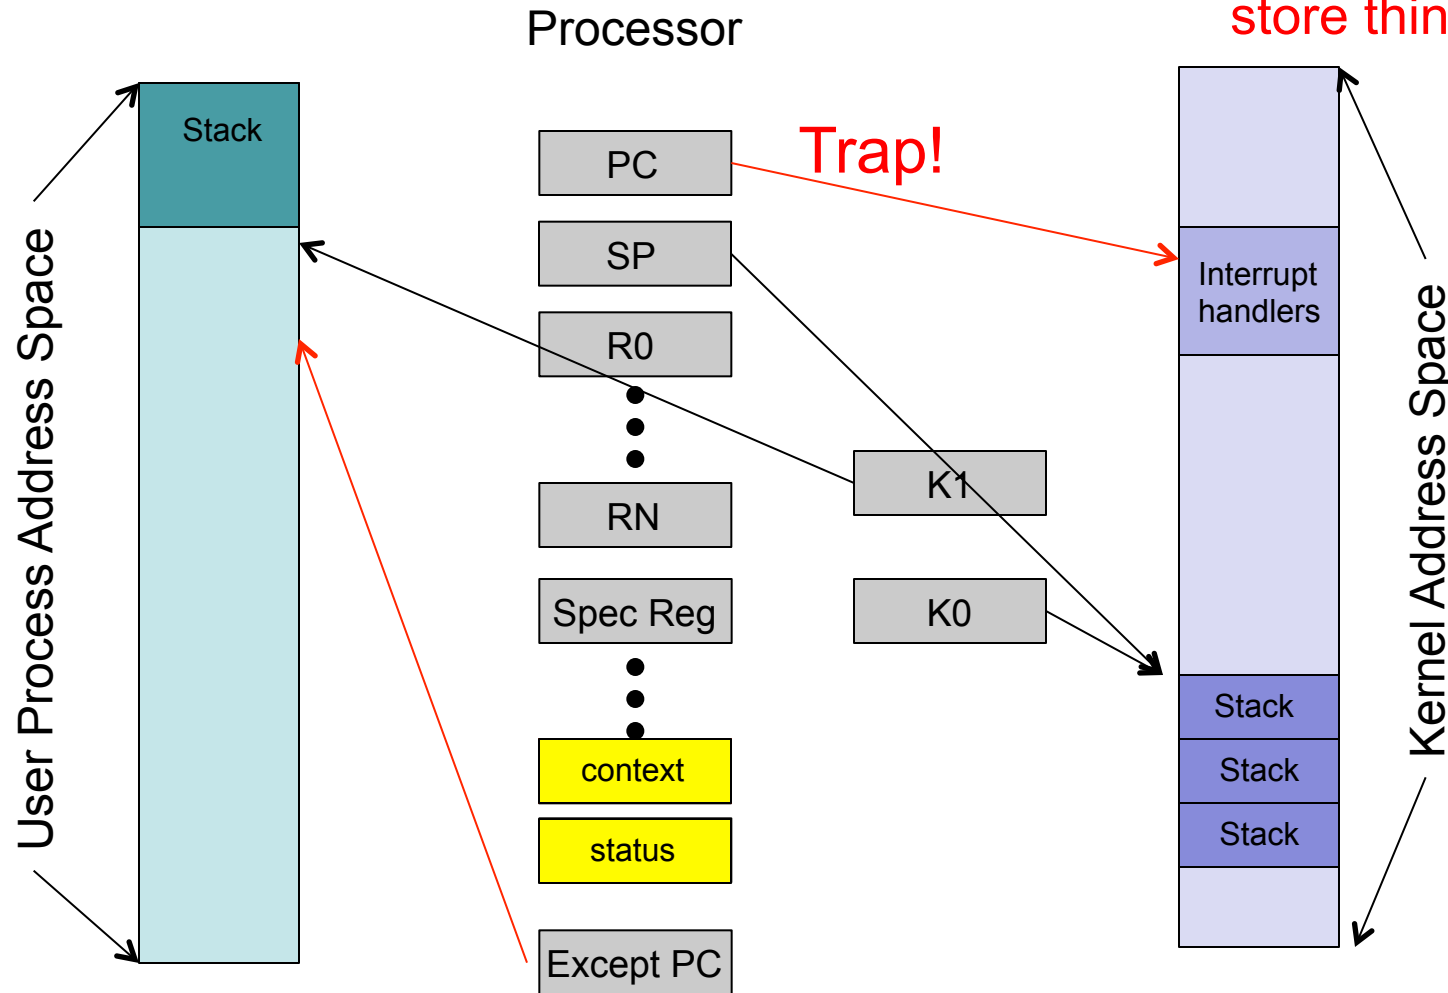 Processor
store thin
Stack
PC
Trap!
SP
Interrupt
handlers
R0
K1
RN
Spec Reg
K0
Stack
context
Stack
status
Stack
Except PC
User Process Address Space
Kernel Address Space